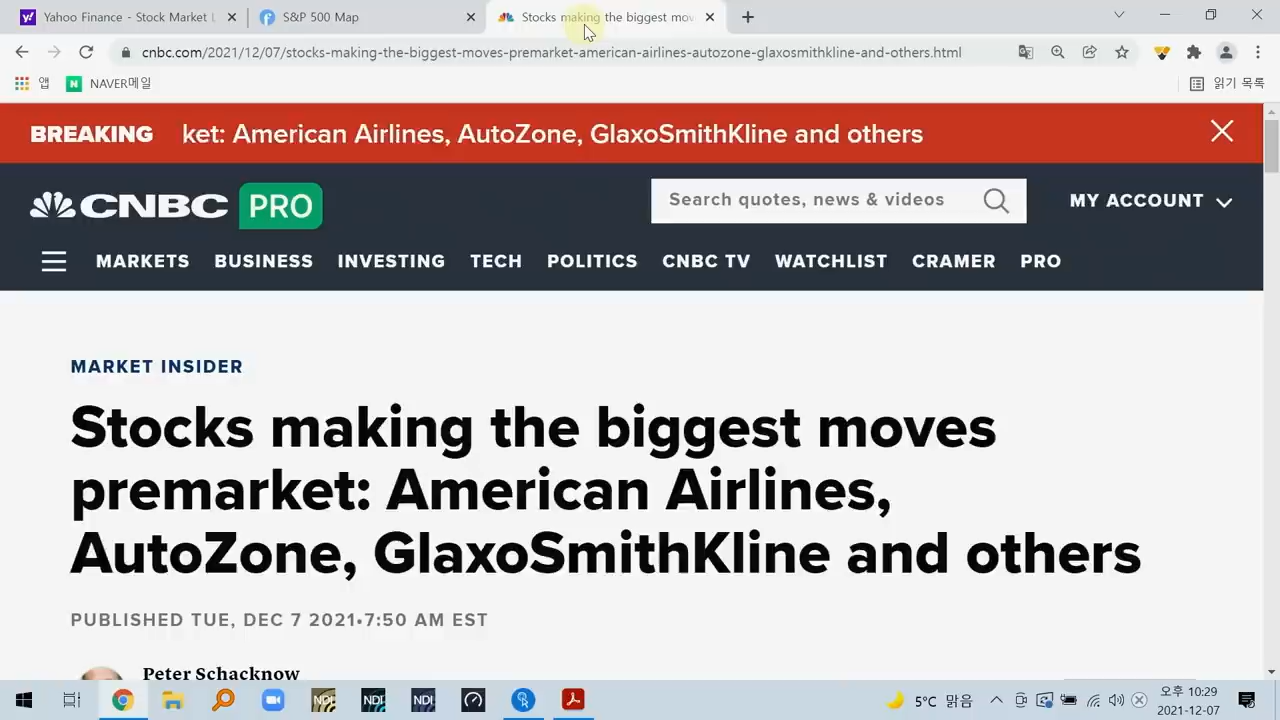 Yahoo Finance - Stock Market L
S&P 500 Map
Stocks making the biggest mov
cnbc.com/2021/12/07/stocks-making-the-biggest-moves-premarket-american-airlines-autozone-glaxosmithkline-and-others.html
앱
N NAVER메일
읽기 목록
BREAKING ket: American Airlines, AutoZone, GlaxoSmithKline and others
CNBC PRO
Search quotes, news & videos
MY ACCOUNT
MARKETS BUSINESS INVESTING TECH POLITICS CNBC TV WATCHLIST CRAMER PRO
MARKET INSIDER
Stocks making the biggest moves
premarket: American Airlines,
AutoZone, GlaxoSmithKline and others
PUBLISHED TUE, DEC 7 2021•7:50 AM EST
Peter Schacknow
NDI NDI NDI
5°C 맑음
오후 10:29
2021-12-07